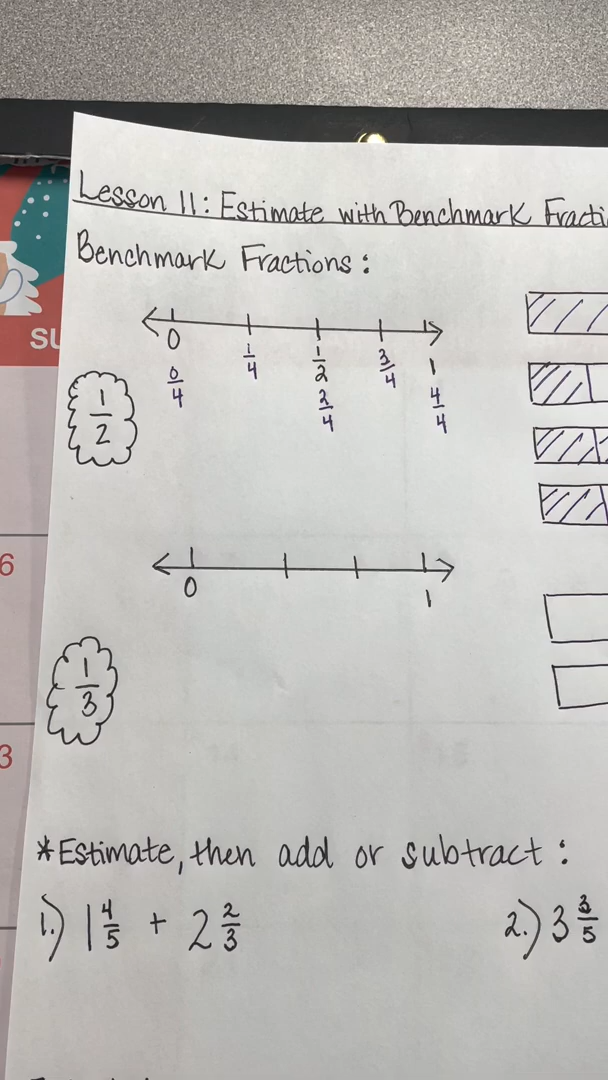 Lesson 11: Estimate with Benchmark
Benchmark Fractions:
0 1/4 1/2 3/4 1
0/4 2/4 4/4
1/2
0 1
1/3
*Estimate, then add or subtract:
1.) 1 4/5 + 2 2/3
2.) 3 3/5
6
3